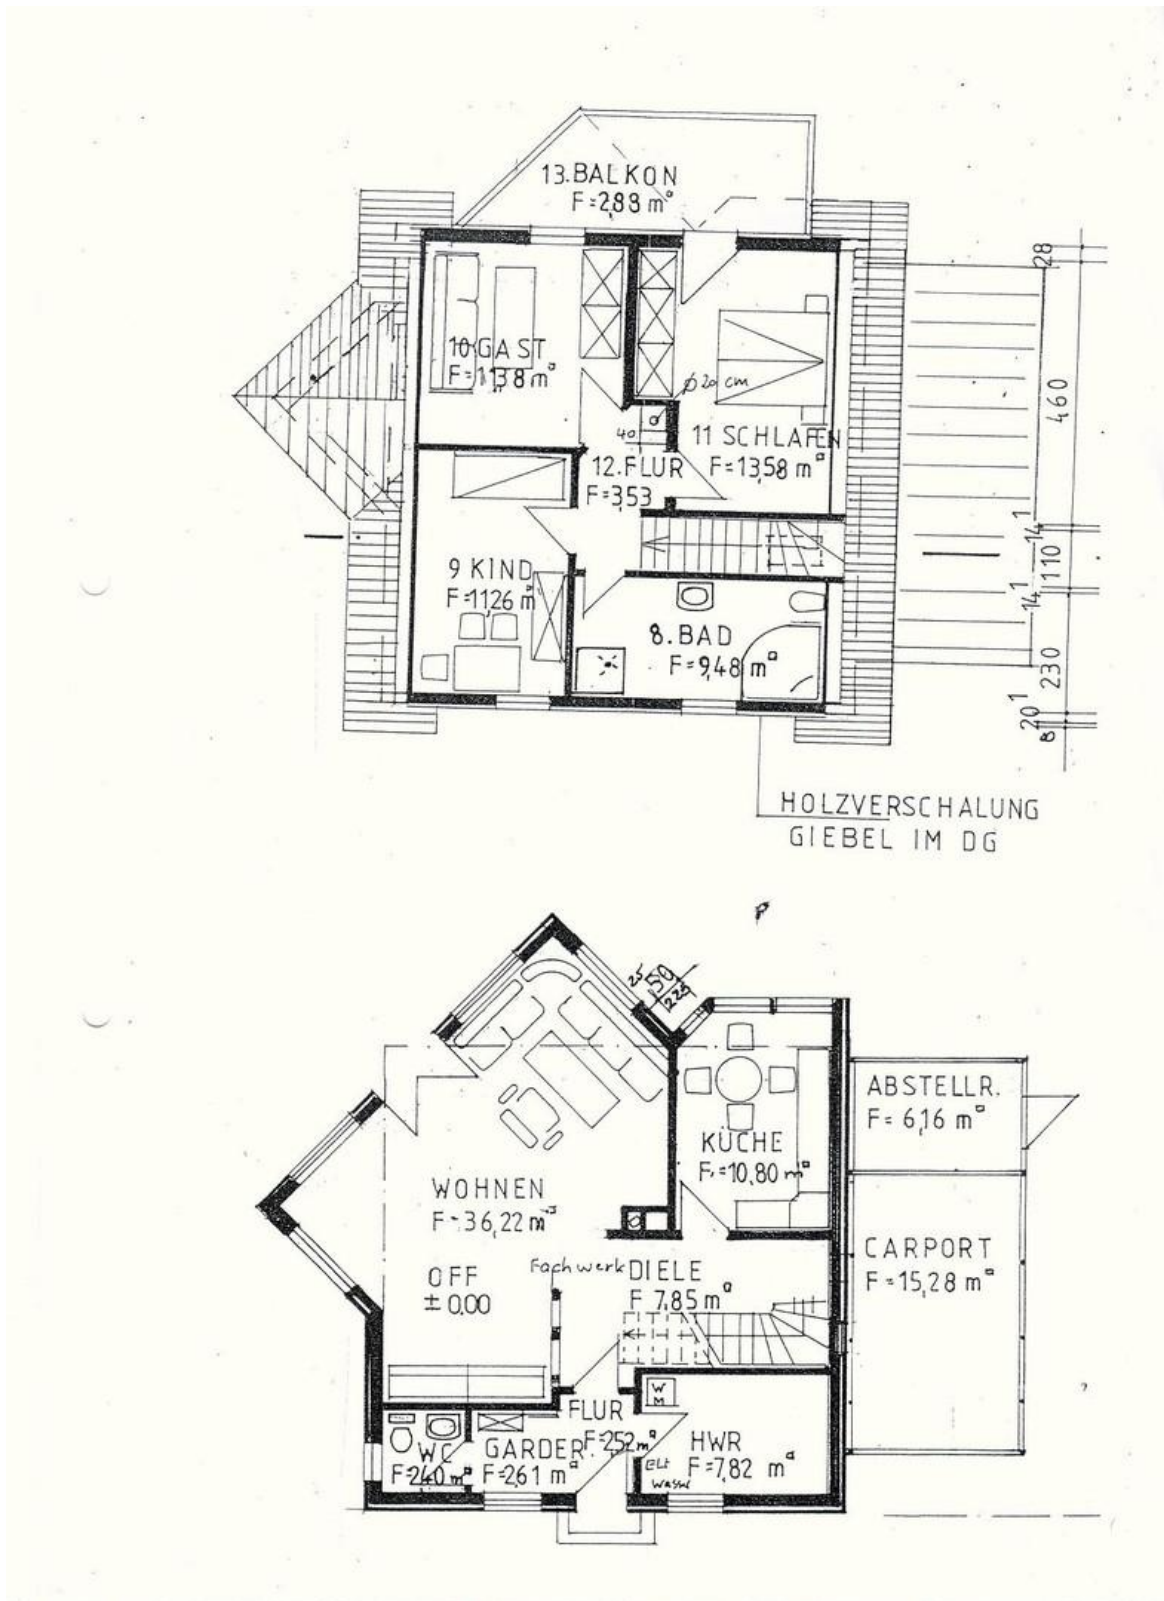 13.BALKON
F=2,88 m²
28
10 GAST
F=11,38 m²
Ø 20 cm
460
40
11 SCHLAFEN
F=13,58 m²
12.FLUR
F=3,53
14¹
110
9 KIND
F=11,26 m²
14¹
8.BAD
F=9,48 m²
230
20¹
8
HOLZVERSCHALUNG
GIEBEL IM DG
25
50
225
ABSTELLR.
F=6,16 m²
KÜCHE
F=10,80 m²
WOHNEN
F=36,22 m²
CARPORT
F=15,28 m²
Fachwerk
DIELE
F 7,85 m²
OFF
±0,00
WM
FLUR
F=2,52 m²
WC
F=2,40 m²
GARDER.
F=2,61 m²
HWR
F=7,82 m²
ELt
Wasser